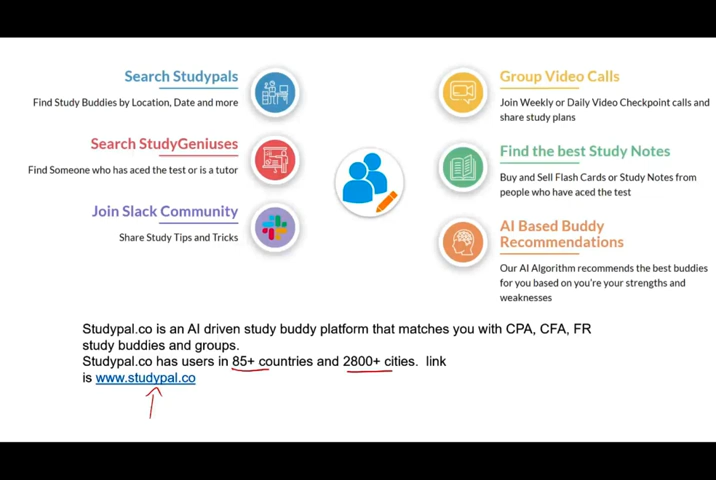 Search Studypals
Find Study Buddies by Location, Date and more
Search StudyGeniuses
Find Someone who has aced the test or is a tutor
Join Slack Community
Share Study Tips and Tricks
Group Video Calls
Join Weekly or Daily Video Checkpoint calls and
share study plans
Find the best Study Notes
Buy and Sell Flash Cards or Study Notes from
people who have aced the test
AI Based Buddy
Recommendations
Our AI Algorithm recommends the best buddies
for you based on you're your strengths and
weaknesses
Studypal.co is an AI driven study buddy platform that matches you with CPA, CFA, FR
study buddies and groups.
Studypal.co has users in 85+ countries and 2800+ cities. link
is www.studypal.co